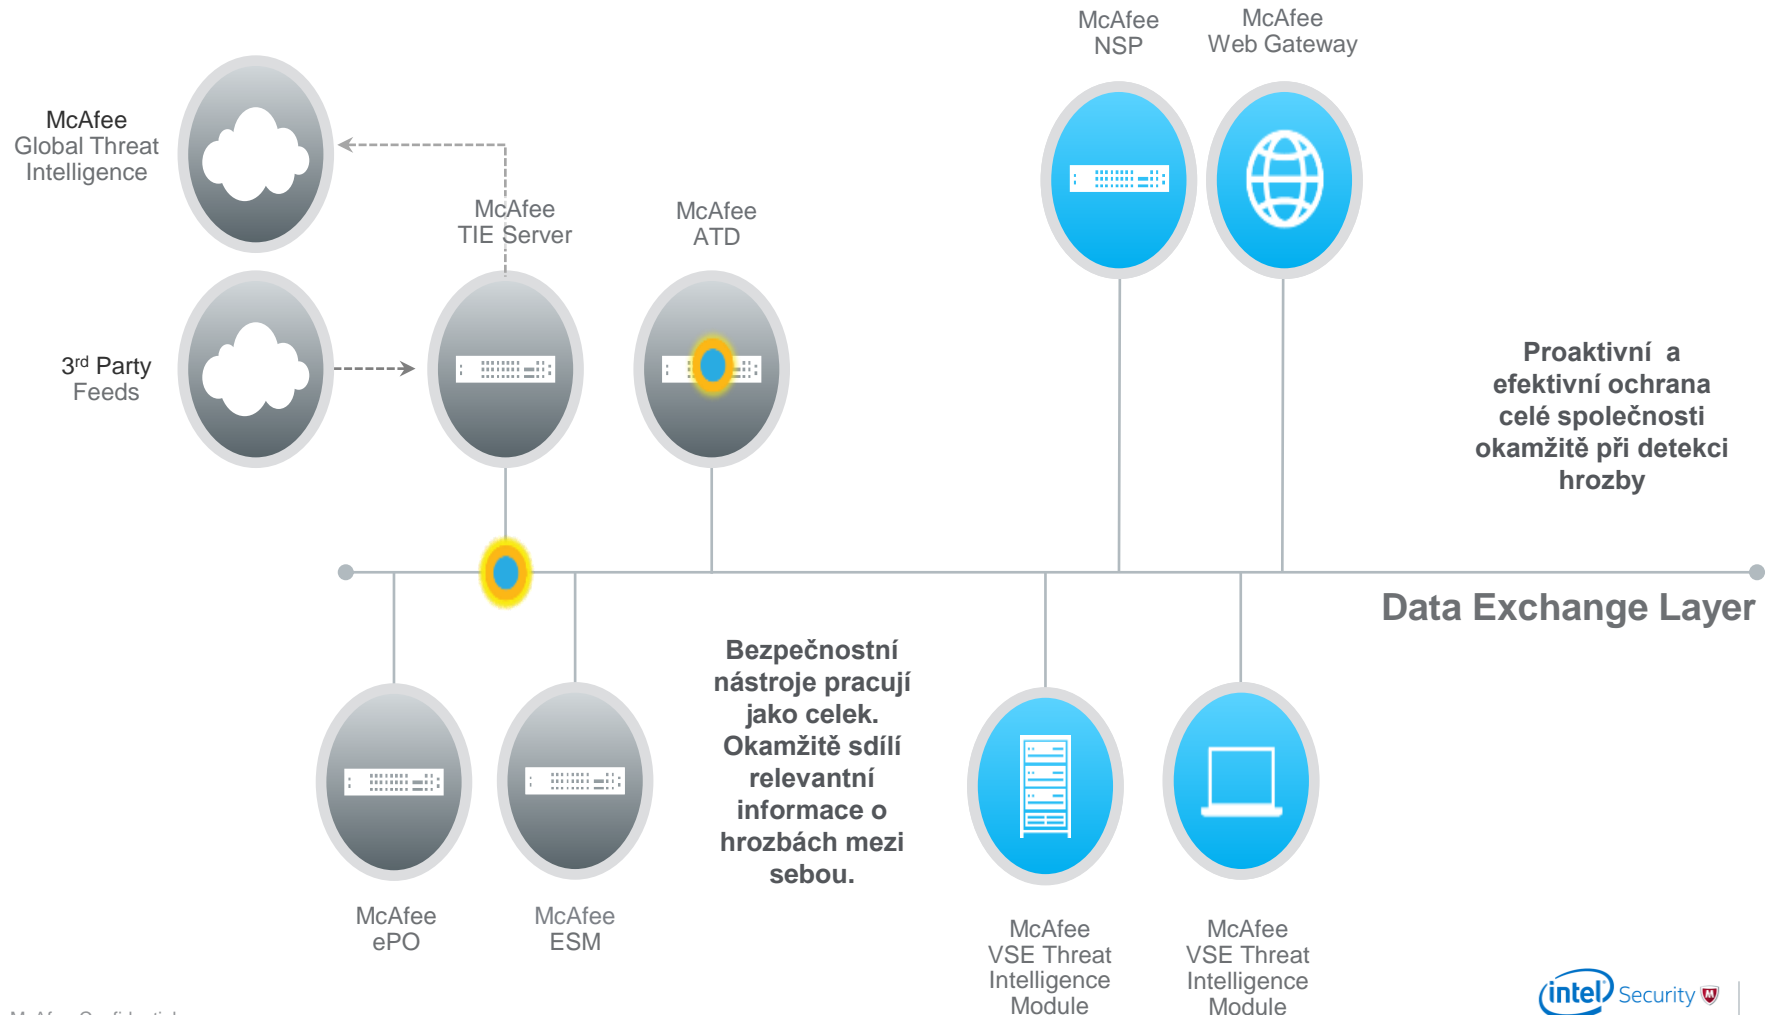 McAfee
NSP
McAfee
Web Gateway
McAfee
Global Threat
Intelligence
McAfee
TIE Server
McAfee
ATD
3rd Party
Feeds
Proaktivní a
efektivní ochrana
celé společnosti
okamžitě při detekci
hrozby
Data Exchange Layer
Bezpečnostní
nástroje pracují
jako celek.
Okamžitě sdílí
relevantní
informace o
hrozbách mezi
sebou.
McAfee
ePO
McAfee
ESM
McAfee
VSE Threat
Intelligence
Module
McAfee
VSE Threat
Intelligence
Module
McAfee Confidential
intel Security